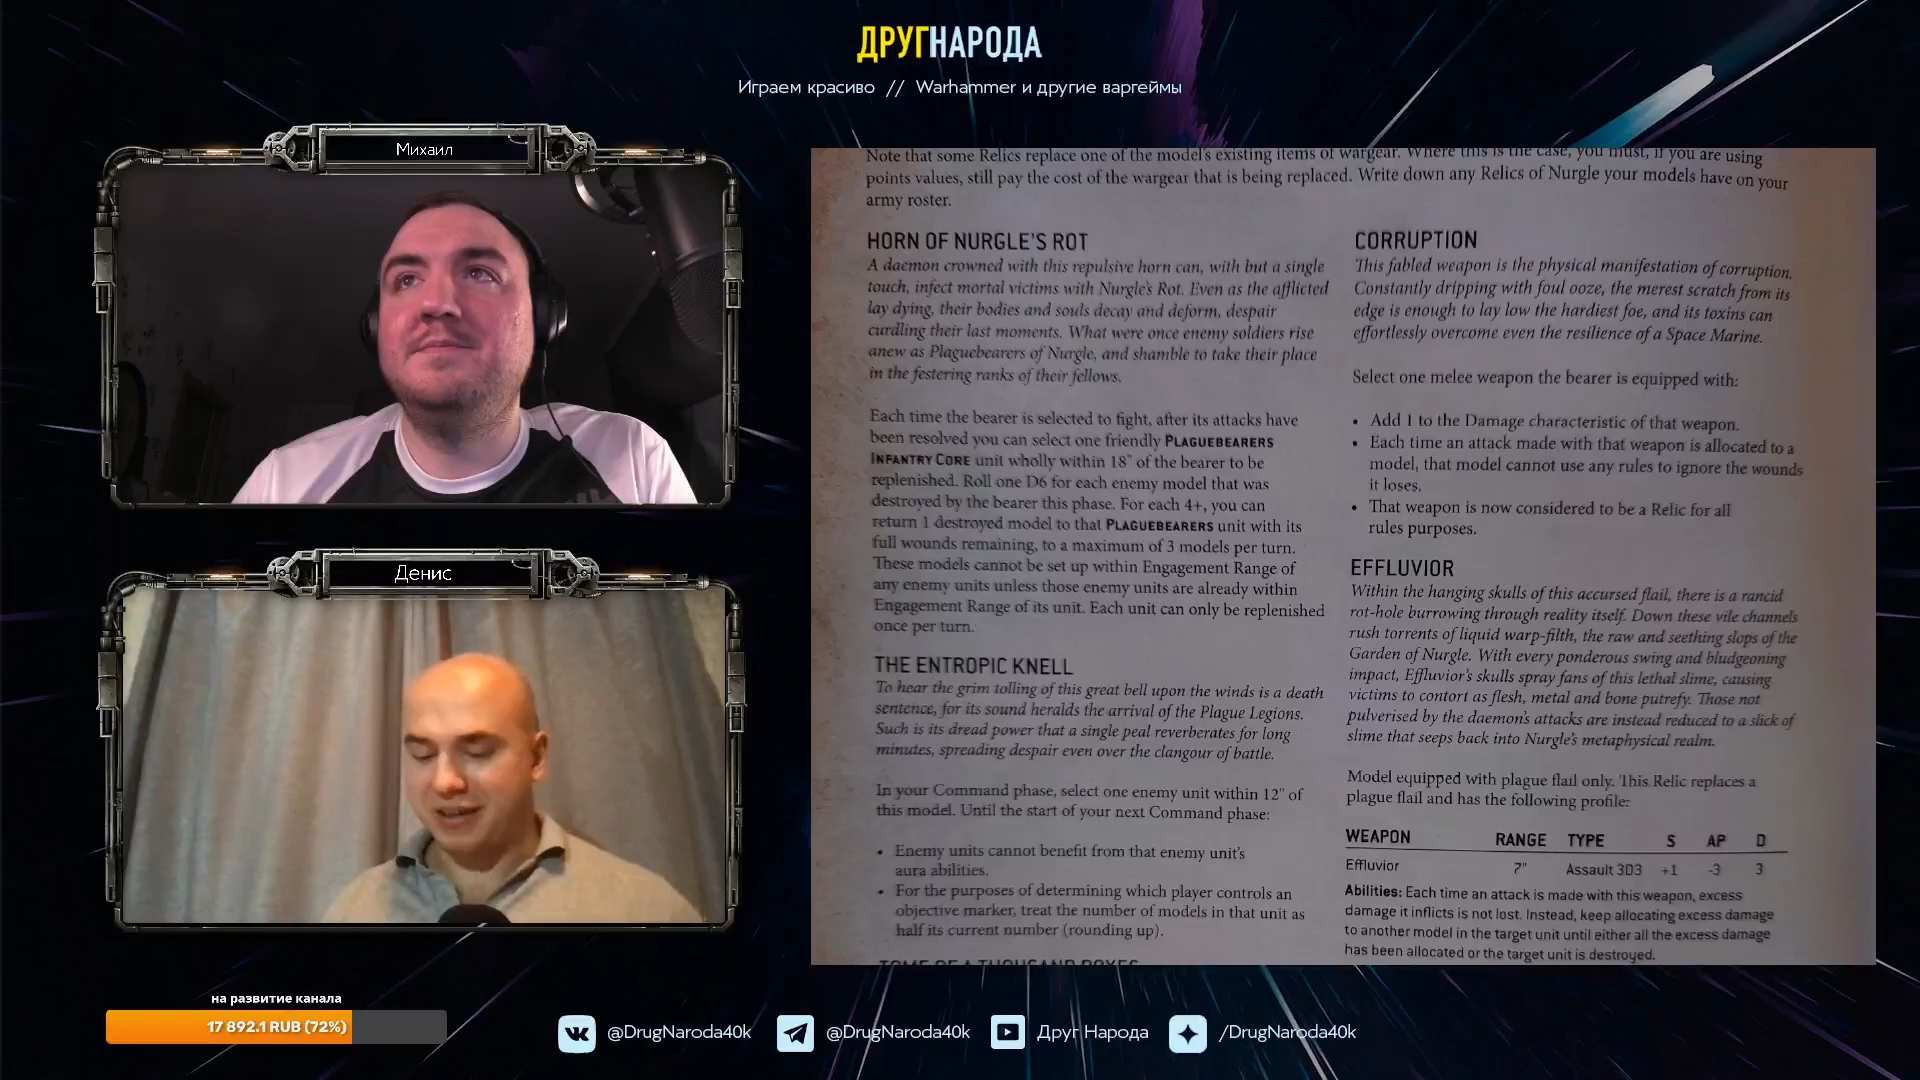 ДРУГНАРОДА
Играем красиво // Warhammer и другие варгеймы
Михаил
Денис
Note that some Relics replace one of the model's existing items of wargear. Where this is the case, you must, if you are using
points values, still pay the cost of the wargear that is being replaced. Write down any Relics of Nurgle your models have on your
army roster.
HORN OF NURGLE'S ROT
A daemon crowned with this repulsive horn can, with but a single
touch, infect mortal victims with Nurgle's Rot. Even as the afflicted
lay dying, their bodies and souls decay and deform, despair
curdling their last moments. What were once enemy soldiers rise
anew as Plaguebearers of Nurgle, and shamble to take their place
in the festering ranks of their fellows.
Each time the bearer is selected to fight, after its attacks have
been resolved you can select one friendly PLAGUEBEARERS
INFANTRY CORE unit wholly within 18" of the bearer to be
replenished. Roll one D6 for each enemy model that was
destroyed by the bearer this phase. For each 4+, you can
return 1 destroyed model to that PLAGUEBEARERS unit with its
full wounds remaining, to a maximum of 3 models per turn.
These models cannot be set up within Engagement Range of
any enemy units unless those enemy units are already within
Engagement Range of its unit. Each unit can only be replenished
once per turn.
THE ENTROPIC KNELL
To hear the grim tolling of this great bell upon the winds is a death
sentence, for its sound heralds the arrival of the Plague Legions.
Such is its dread power that a single peal reverberates for long
minutes, spreading despair even over the clangour of battle.
In your Command phase, select one enemy unit within 12" of
this model. Until the start of your next Command phase:
• Enemy units cannot benefit from that enemy unit's
aura abilities.
• For the purposes of determining which player controls an
objective marker, treat the number of models in that unit as
half its current number (rounding up).
TOME OF A THOUSAND POXES
CORRUPTION
This fabled weapon is the physical manifestation of corruption.
Constantly dripping with foul ooze, the merest scratch from its
edge is enough to lay low the hardiest foe, and its toxins can
effortlessly overcome even the resilience of a Space Marine.
Select one melee weapon the bearer is equipped with:
• Add 1 to the Damage characteristic of that weapon.
• Each time an attack made with that weapon is allocated to a
model, that model cannot use any rules to ignore the wounds
it loses.
• That weapon is now considered to be a Relic for all
rules purposes.
EFFLUVIOR
Within the hanging skulls of this accursed flail, there is a rancid
rot-hole burrowing through reality itself. Down these vile channels
rush torrents of liquid warp-filth, the raw and seething slops of the
Garden of Nurgle. With every ponderous swing and bludgeoning
impact, Effluvior's skulls spray fans of this lethal slime, causing
victims to contort as flesh, metal and bone putrefy. Those not
pulverised by the daemon's attacks are instead reduced to a slick of
slime that seeps back into Nurgle's metaphysical realm.
Model equipped with plague flail only. This Relic replaces a
plague flail and has the following profile:
WEAPON RANGE TYPE S AP D
Effluvior 7" Assault 3D3 +1 -3 3
Abilities: Each time an attack is made with this weapon, excess
damage it inflicts is not lost. Instead, keep allocating excess damage
to another model in the target unit until either all the excess damage
has been allocated or the target unit is destroyed.
на развитие канала
17 892.1 RUB (72%)
@DrugNaroda40k
@DrugNaroda40k
Друг Народа
/DrugNaroda40k